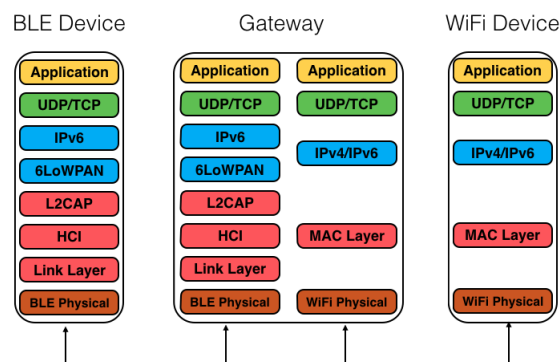 BLE Device
Gateway
WiFi Device
Application
UDP/TCP
IPv6
6LoWPAN
L2CAP
HCI
Link Layer
BLE Physical
Application
UDP/TCP
IPv6
6LoWPAN
L2CAP
HCI
Link Layer
BLE Physical
Application
UDP/TCP
IPv4/IPv6
MAC Layer
WiFi Physical
Application
UDP/TCP
IPv4/IPv6
MAC Layer
WiFi Physical